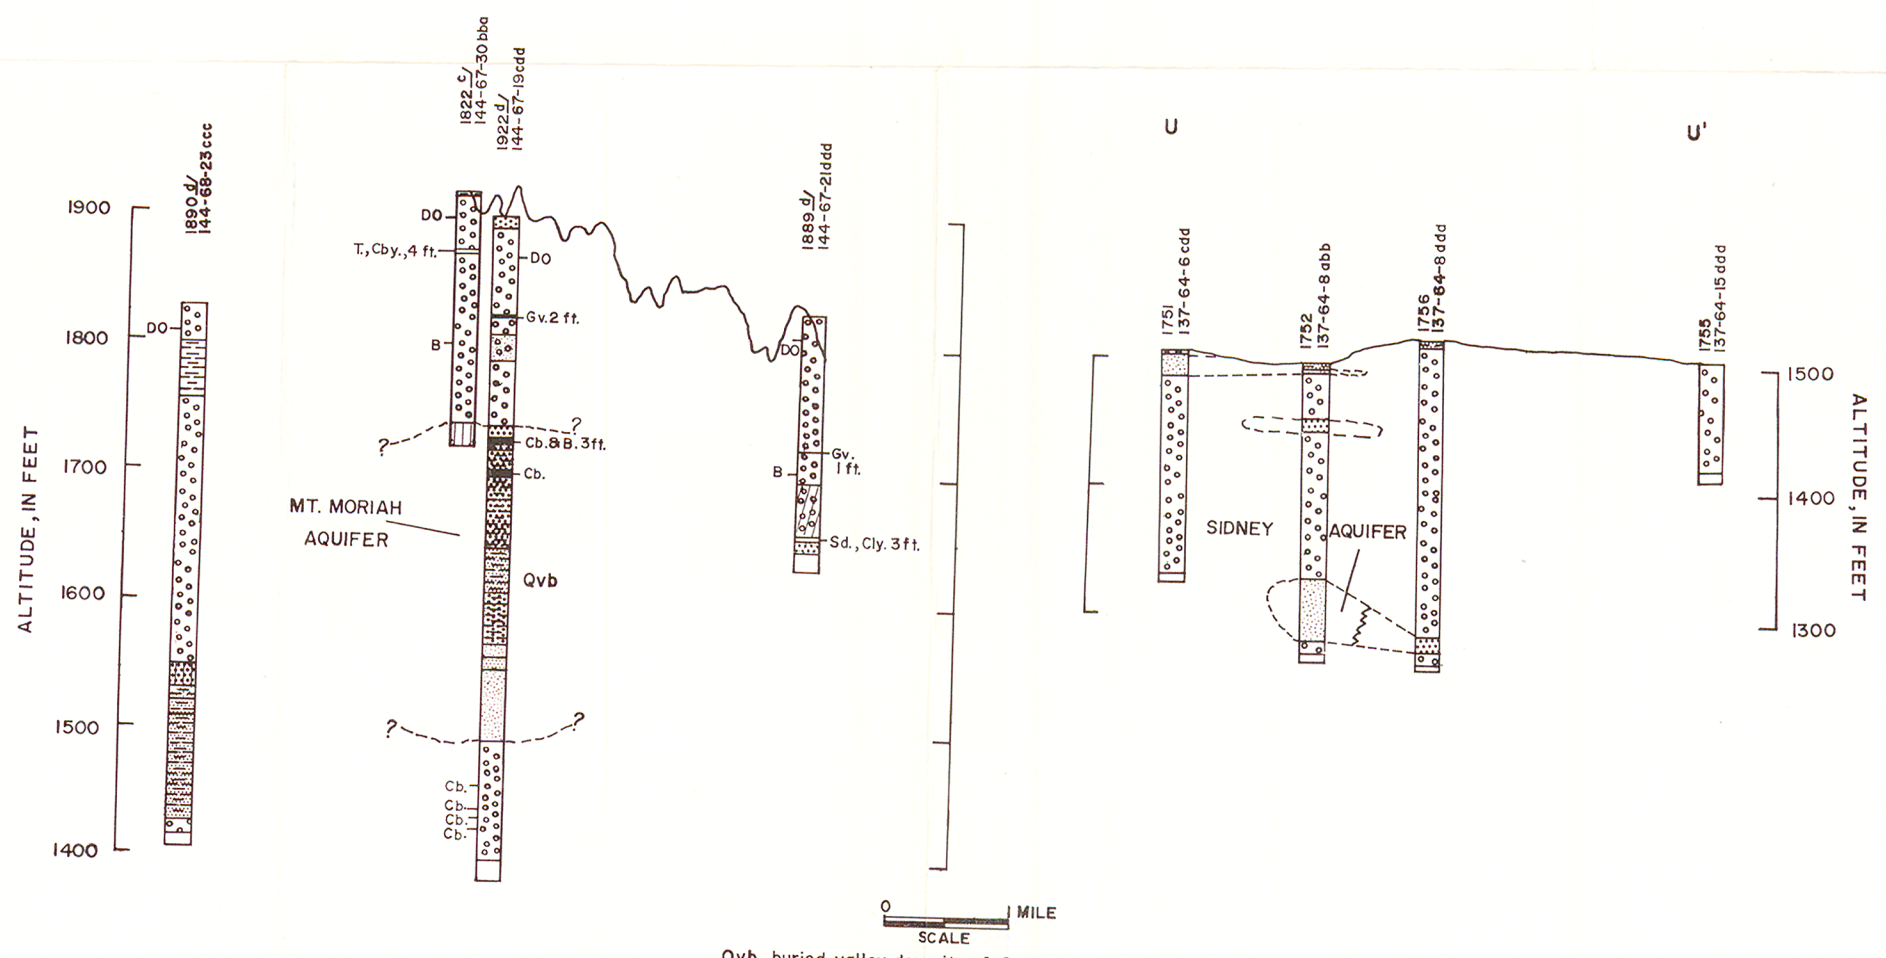 1822 c/
144-67-30bba
1922 d/
144-67-19cdd
1890 d/
144-68-23ccc
1889 d/
144-67-21ddd
U
U'
1751
137-64-6cdd
1752
137-64-8abb
1756
137-64-8ddd
1755
137-64-15ddd
ALTITUDE, IN FEET
1900
1800
1700
1600
1500
1400
DO
DO
T., Cby., 4 ft.
B
?
DO
Gv. 2 ft.
?
Cb. & B. 3 ft.
Cb.
MT. MORIAH
AQUIFER
Qvb
?
?
Cb.
Cb.
Cb.
Cb.
DO
Gv.
1 ft.
B
Sd., Cly. 3 ft.
SIDNEY
AQUIFER
1500
1400
1300
ALTITUDE, IN FEET
0
1 MILE
SCALE
Qvb, buried valley